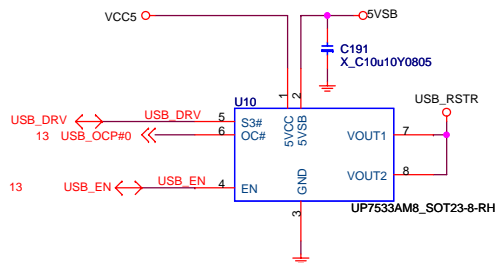 VCC5
5VSB
C191
X_C10u10Y0805
1
2
U10
USB_RSTR
USB_DRV
USB_DRV
5
S3#
5VCC
5VSB
VOUT1
7
13
USB_OCP#0
6
OC#
13
USB_EN
USB_EN
4
EN
GND
VOUT2
8
3
UP7533AM8_SOT23-8-RH